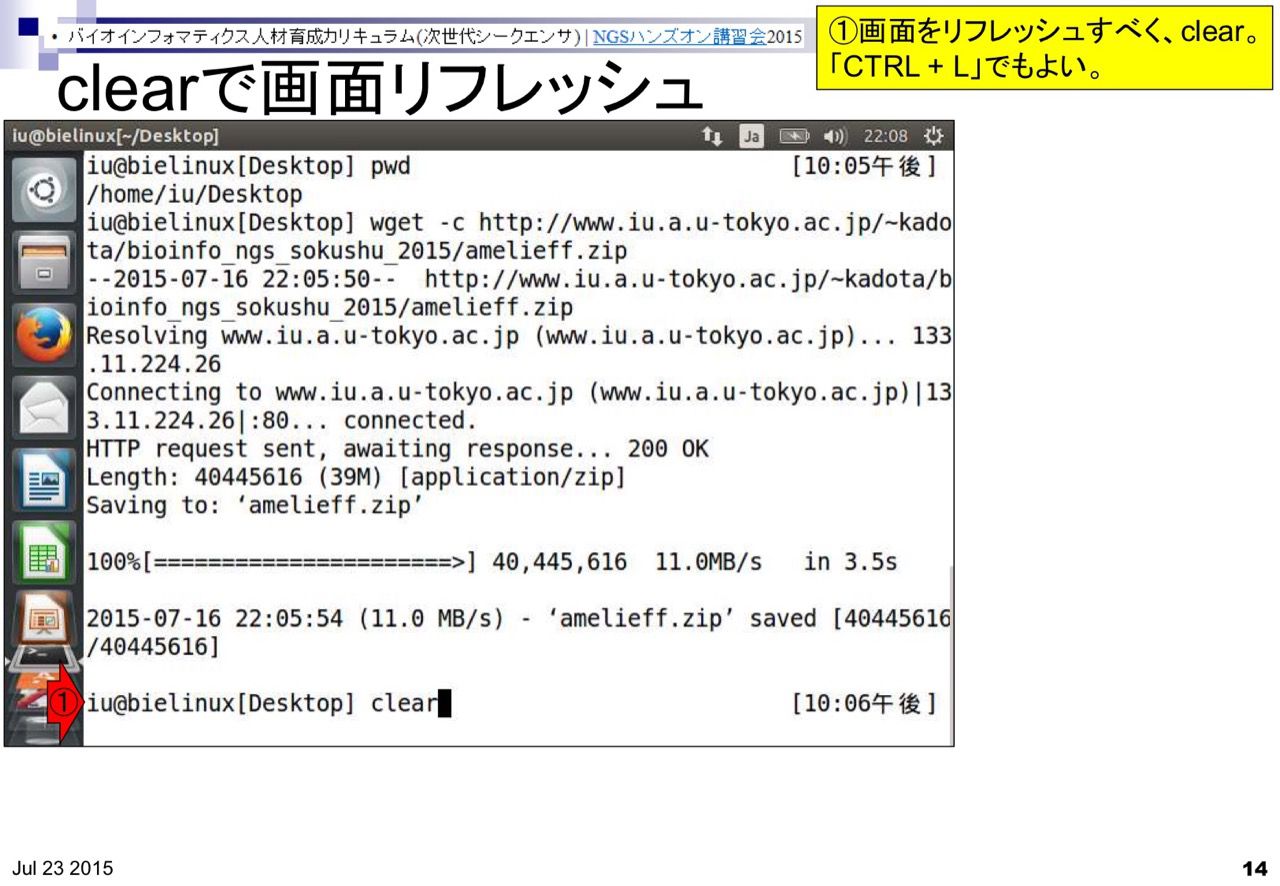 • バイオインフォマティクス人材育成カリキュラム(次世代シークエンサ) | NGSハンズオン講習会2015
①画面をリフレッシュすべく、clear。
「CTRL + L」でもよい。
clearで画面リフレッシュ
iu@bielinux[~/Desktop] Ja 22:08
iu@bielinux[Desktop] pwd [10:05午後]
/home/iu/Desktop
iu@bielinux[Desktop] wget -c http://www.iu.a.u-tokyo.ac.jp/~kado
ta/bioinfo_ngs_sokushu_2015/amelieff.zip
--2015-07-16 22:05:50--  http://www.iu.a.u-tokyo.ac.jp/~kadota/b
ioinfo_ngs_sokushu_2015/amelieff.zip
Resolving www.iu.a.u-tokyo.ac.jp (www.iu.a.u-tokyo.ac.jp)... 133
.11.224.26
Connecting to www.iu.a.u-tokyo.ac.jp (www.iu.a.u-tokyo.ac.jp)|13
3.11.224.26|:80... connected.
HTTP request sent, awaiting response... 200 OK
Length: 40445616 (39M) [application/zip]
Saving to: ‘amelieff.zip’
100%[======================>] 40,445,616  11.0MB/s   in 3.5s
2015-07-16 22:05:54 (11.0 MB/s) - ‘amelieff.zip’ saved [40445616
/40445616]
① iu@bielinux[Desktop] clear [10:06午後]
Jul 23 2015
14